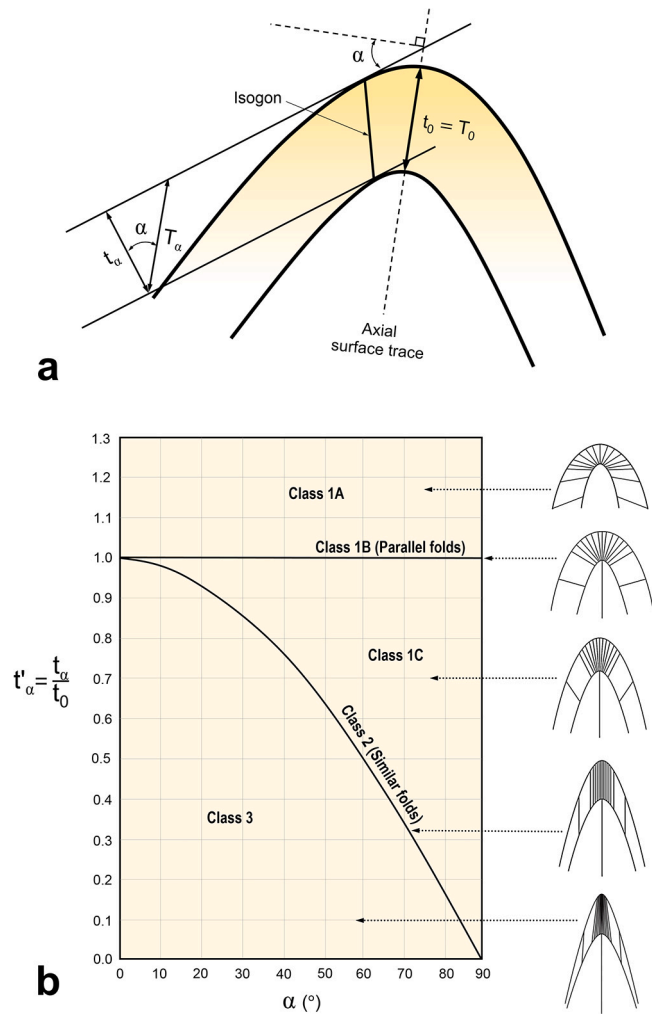 α
Isogon
t₀ = T₀
α
tα
Tα
Axial
surface trace
a
1.3
1.2
1.1
1.0
0.9
0.8
0.7
0.6
0.5
0.4
0.3
0.2
0.1
0.0
Class 1A
Class 1B (Parallel folds)
Class 1C
Class 2 (Similar folds)
Class 3
t'α = tα/t0
0 10 20 30 40 50 60 70 80 90
α (°)
b